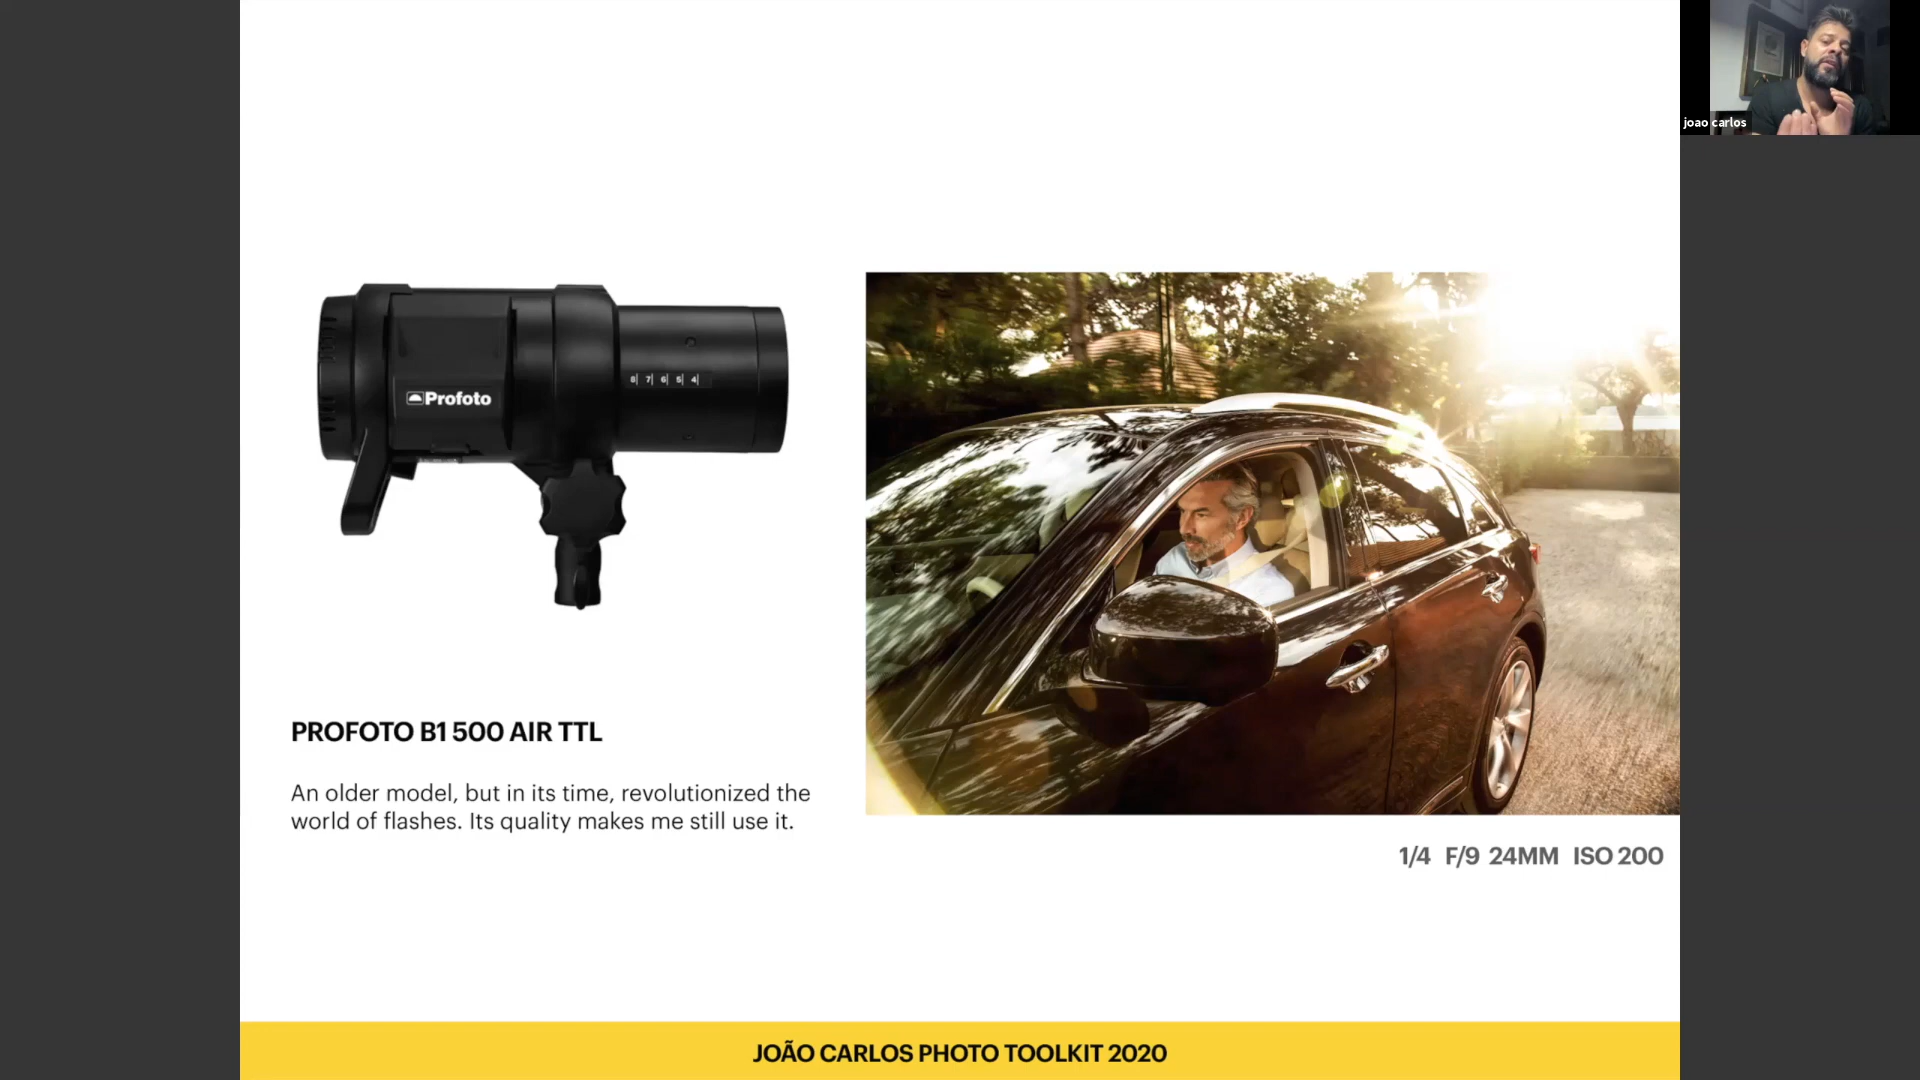 joao carlos
Profoto
8 7 6 5 4
PROFOTO B1 500 AIR TTL
An older model, but in its time, revolutionized the
world of flashes. Its quality makes me still use it.
1/4 F/9 24MM ISO 200
JOÃO CARLOS PHOTO TOOLKIT 2020